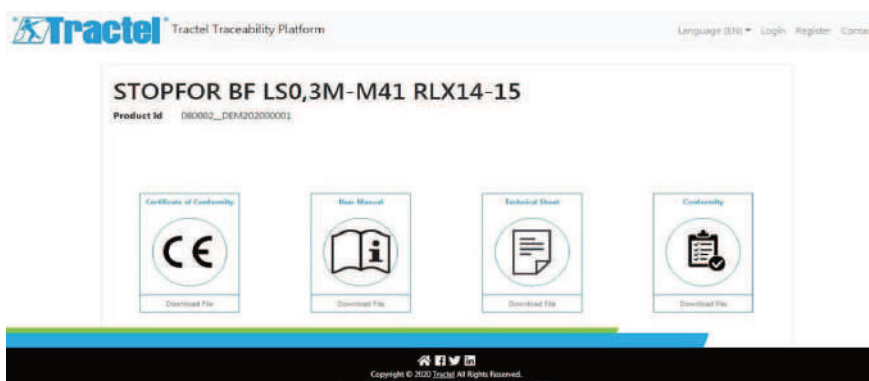 Tractel Tractel Traceability Platform Language (EN) Login Register Contac
STOPFOR BF LS0,3M-M41 RLX14-15
Product Id D80002__DEM202000001
Certificate of Conformity User Manual Technical Sheet Conformity
CE i
Download File Download File Download File Download File
Copyright © 2020 Tractel All Rights Reserved.